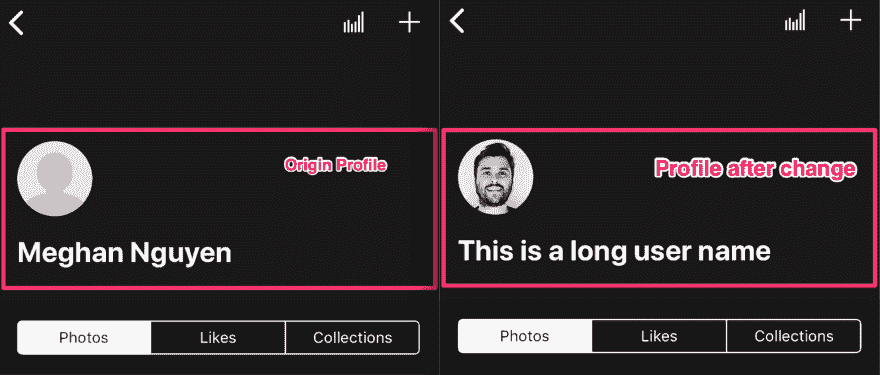 Origin Profile
Meghan Nguyen
Photos Likes Collections
Profile after change
This is a long user name
Photos Likes Collections